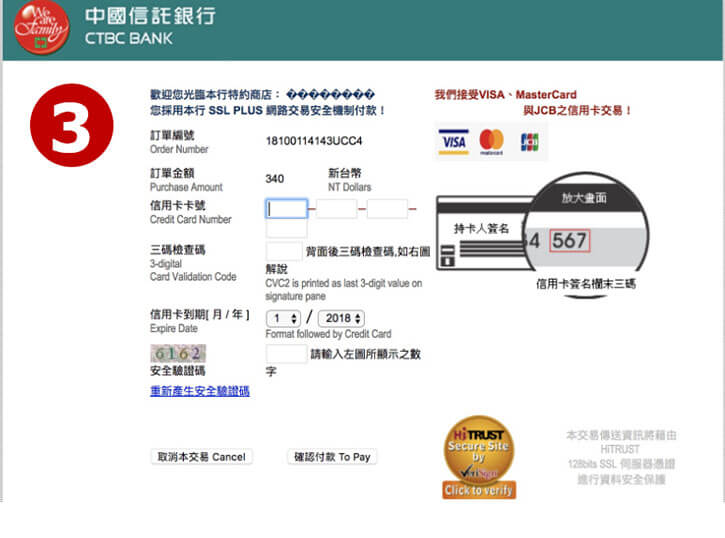 We Care Family
中國信託銀行
CTBC BANK
3
歡迎您光臨本行特約商店： ���������
您採用本行 SSL PLUS 網路交易安全機制付款！
我們接受VISA、MasterCard
與JCB之信用卡交易！
訂單編號
Order Number
18100114143UCC4
VISA
mastercard
JCB
訂單金額
Purchase Amount
340
新台幣
NT Dollars
信用卡卡號
Credit Card Number
放大畫面
持卡人簽名
4 567
信用卡簽名欄末三碼
三碼檢查碼
3-digital
Card Validation Code
背面後三碼檢查碼,如右圖
解說
CVC2 is printed as last 3-digit value on
signature pane
信用卡到期[ 月 / 年 ]
Expire Date
1 / 2018
Format followed by Credit Card
6162
安全驗證碼
請輸入左圖所顯示之數
字
重新產生安全驗證碼
取消本交易 Cancel
確認付款 To Pay
HiTRUST
Secure Site
by
VeriSign
Click to verify
本交易傳送資訊將藉由
HiTRUST
128bits SSL 伺服器憑證
進行資料安全保護